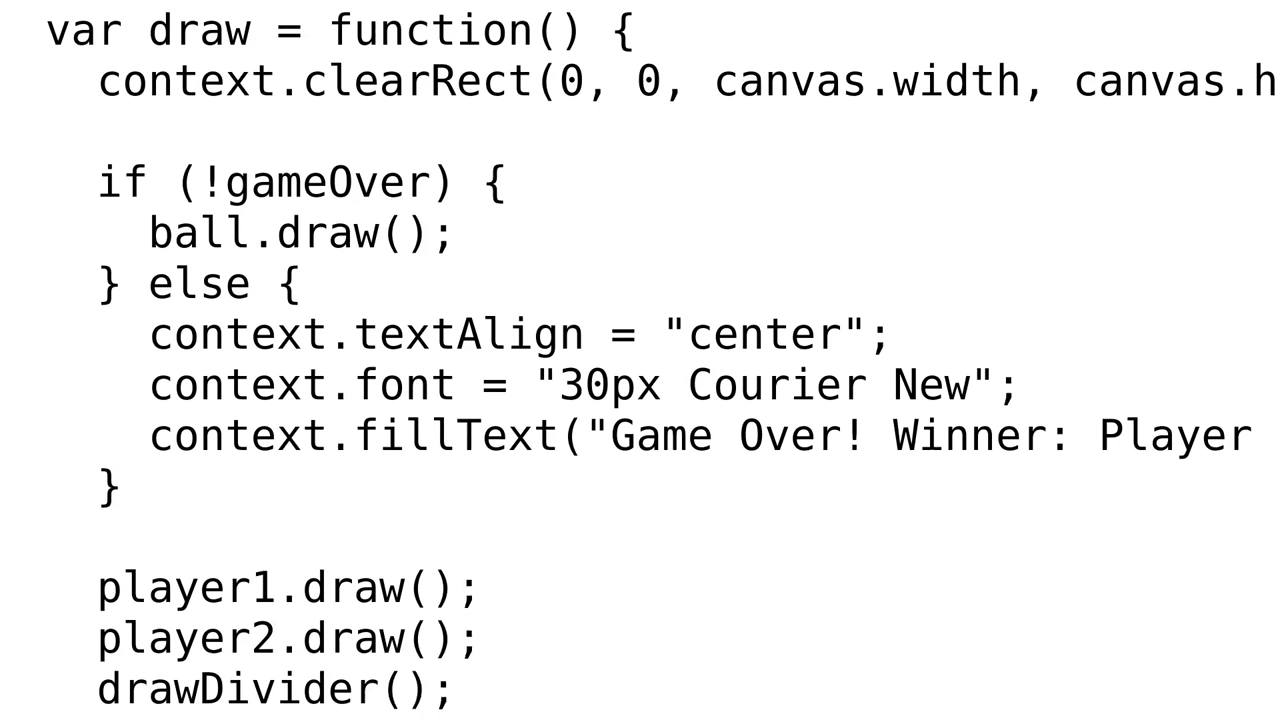 var draw = function() {
context.clearRect(0, 0, canvas.width, canvas.h
if (!gameOver) {
ball.draw();
} else {
context.textAlign = "center";
context.font = "30px Courier New";
context.fillText("Game Over! Winner: Player
}
player1.draw();
player2.draw();
drawDivider();